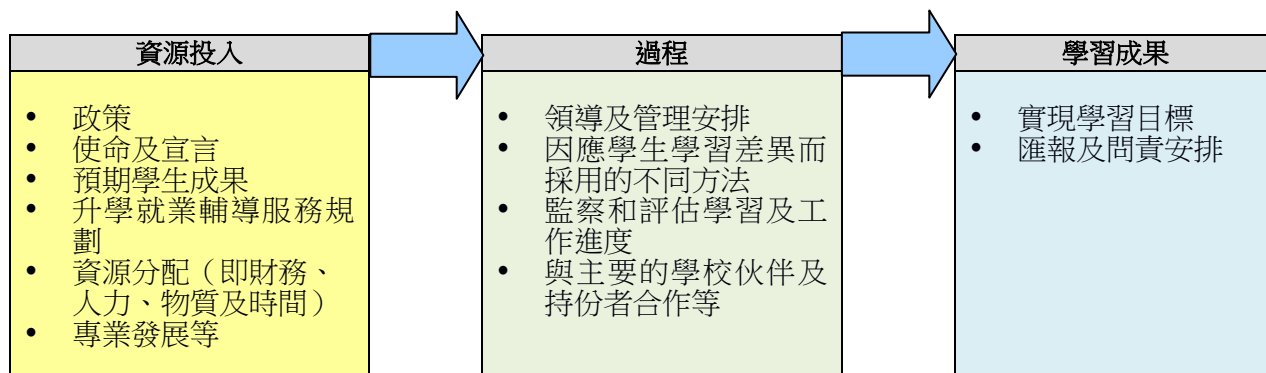 資源投入
• 政策
• 使命及宣言
• 預期學生成果
• 升學就業輔導服務規
劃
• 資源分配（即財務、
人力、物質及時間）
• 專業發展等
過程
• 領導及管理安排
• 因應學生學習差異而
採用的不同方法
• 監察和評估學習及工
作進度
• 與主要的學校伙伴及
持份者合作等
學習成果
• 實現學習目標
• 匯報及問責安排